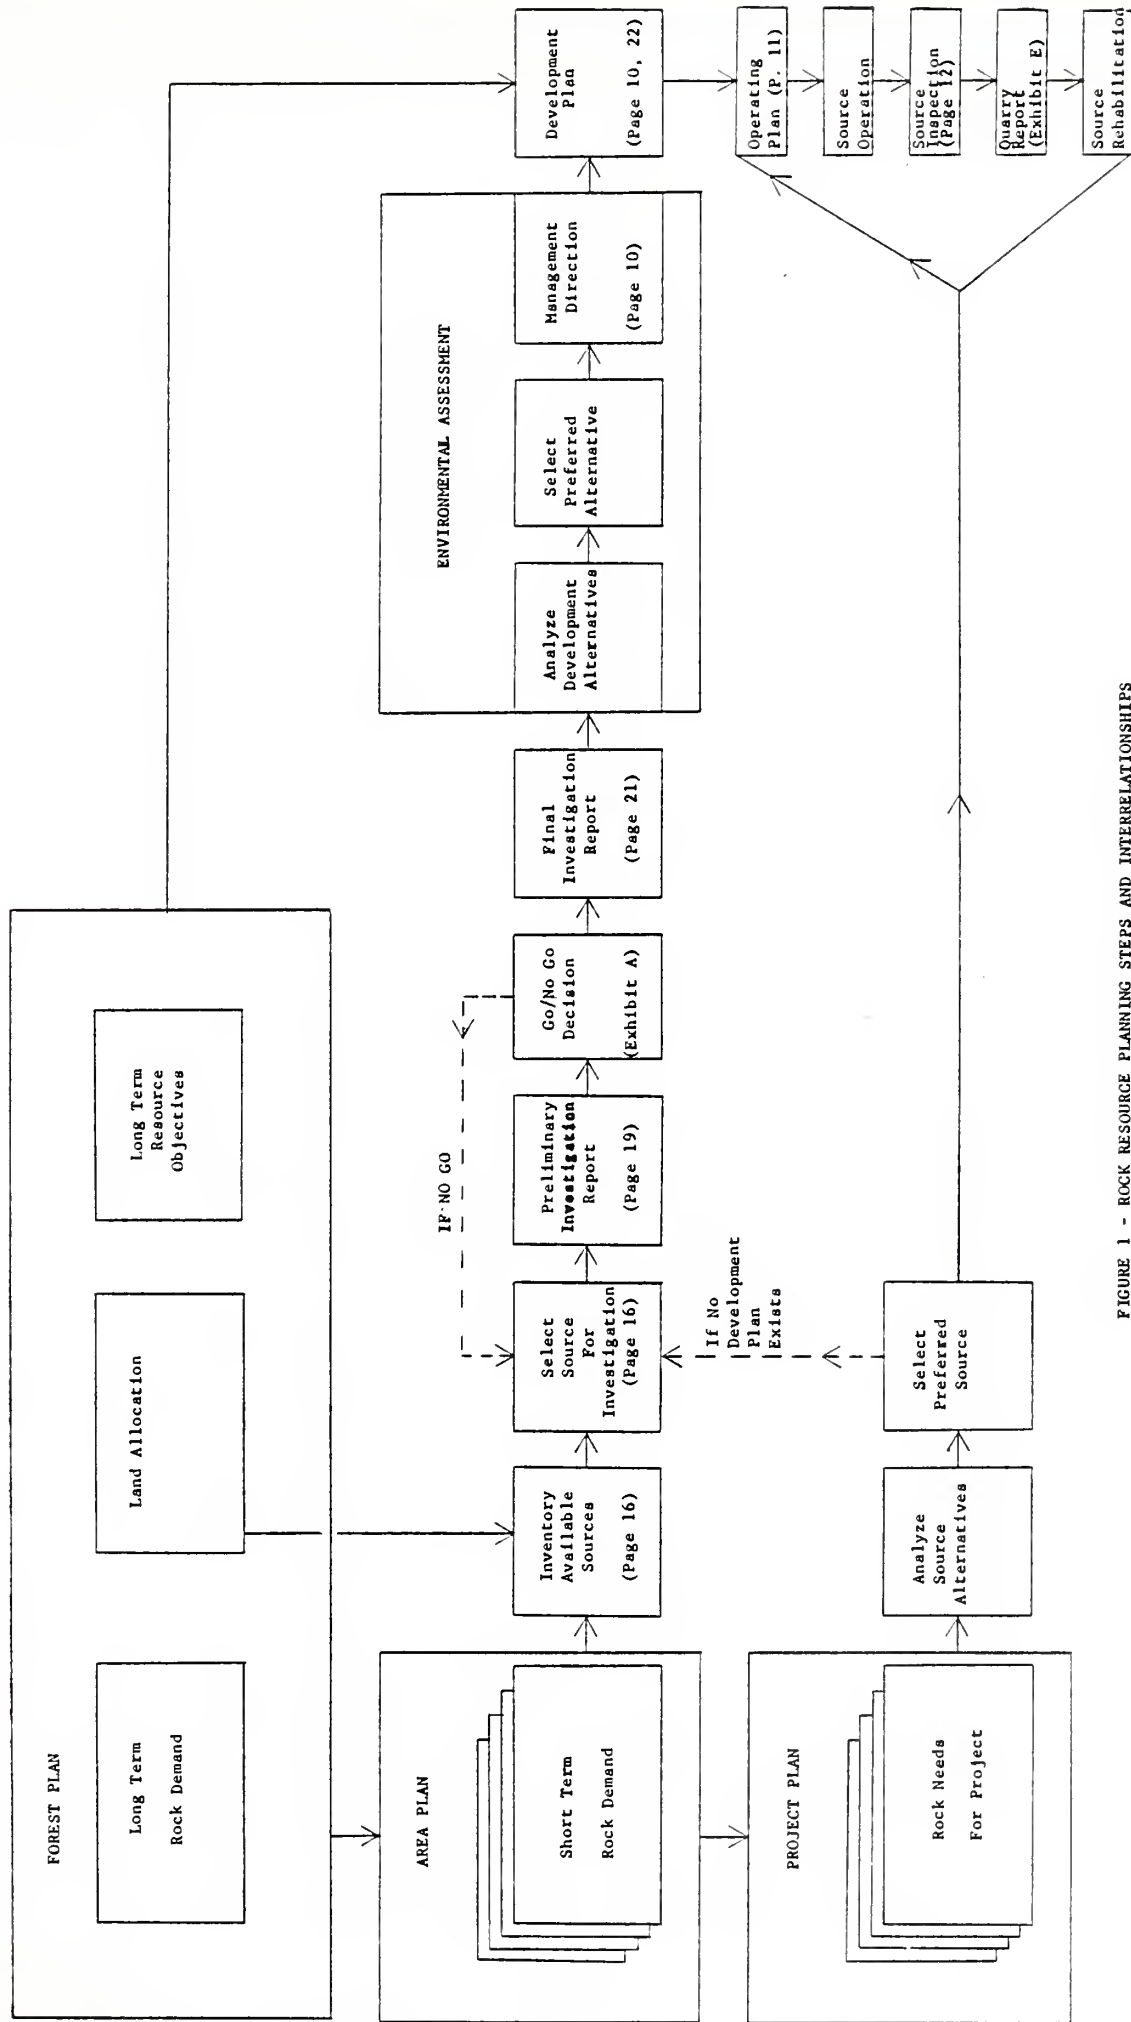 FOREST PLAN
Long Term
Rock Demand
Land Allocation
Long Term
Resource
Objectives
AREA PLAN
Short Term
Rock Demand
Inventory
Available
Sources
(Page 16)
Select
Source
For
Investigation
(Page 16)
IF NO GO
Preliminary
Investigation
Report
(Page 19)
Go/No Go
Decision
(Exhibit A)
Final
Investigation
Report
(Page 21)
ENVIRONMENTAL ASSESSMENT
Analyze
Development
Alternatives
Select
Preferred
Alternative
Management
Direction
(Page 10)
Development
Plan
(Page 10, 22)
PROJECT PLAN
Rock Needs
For Project
Analyze
Source
Alternatives
Select
Preferred
Source
If No
Development
Plan
Exists
Operating
Plan (P. 11)
Source
Operation
Source
Inspection
(Page 12)
Quarry
Report
(Exhibit E)
Source
Rehabilitation
FIGURE 1 - ROCK RESOURCE PLANNING STEPS AND INTERRELATIONSHIPS